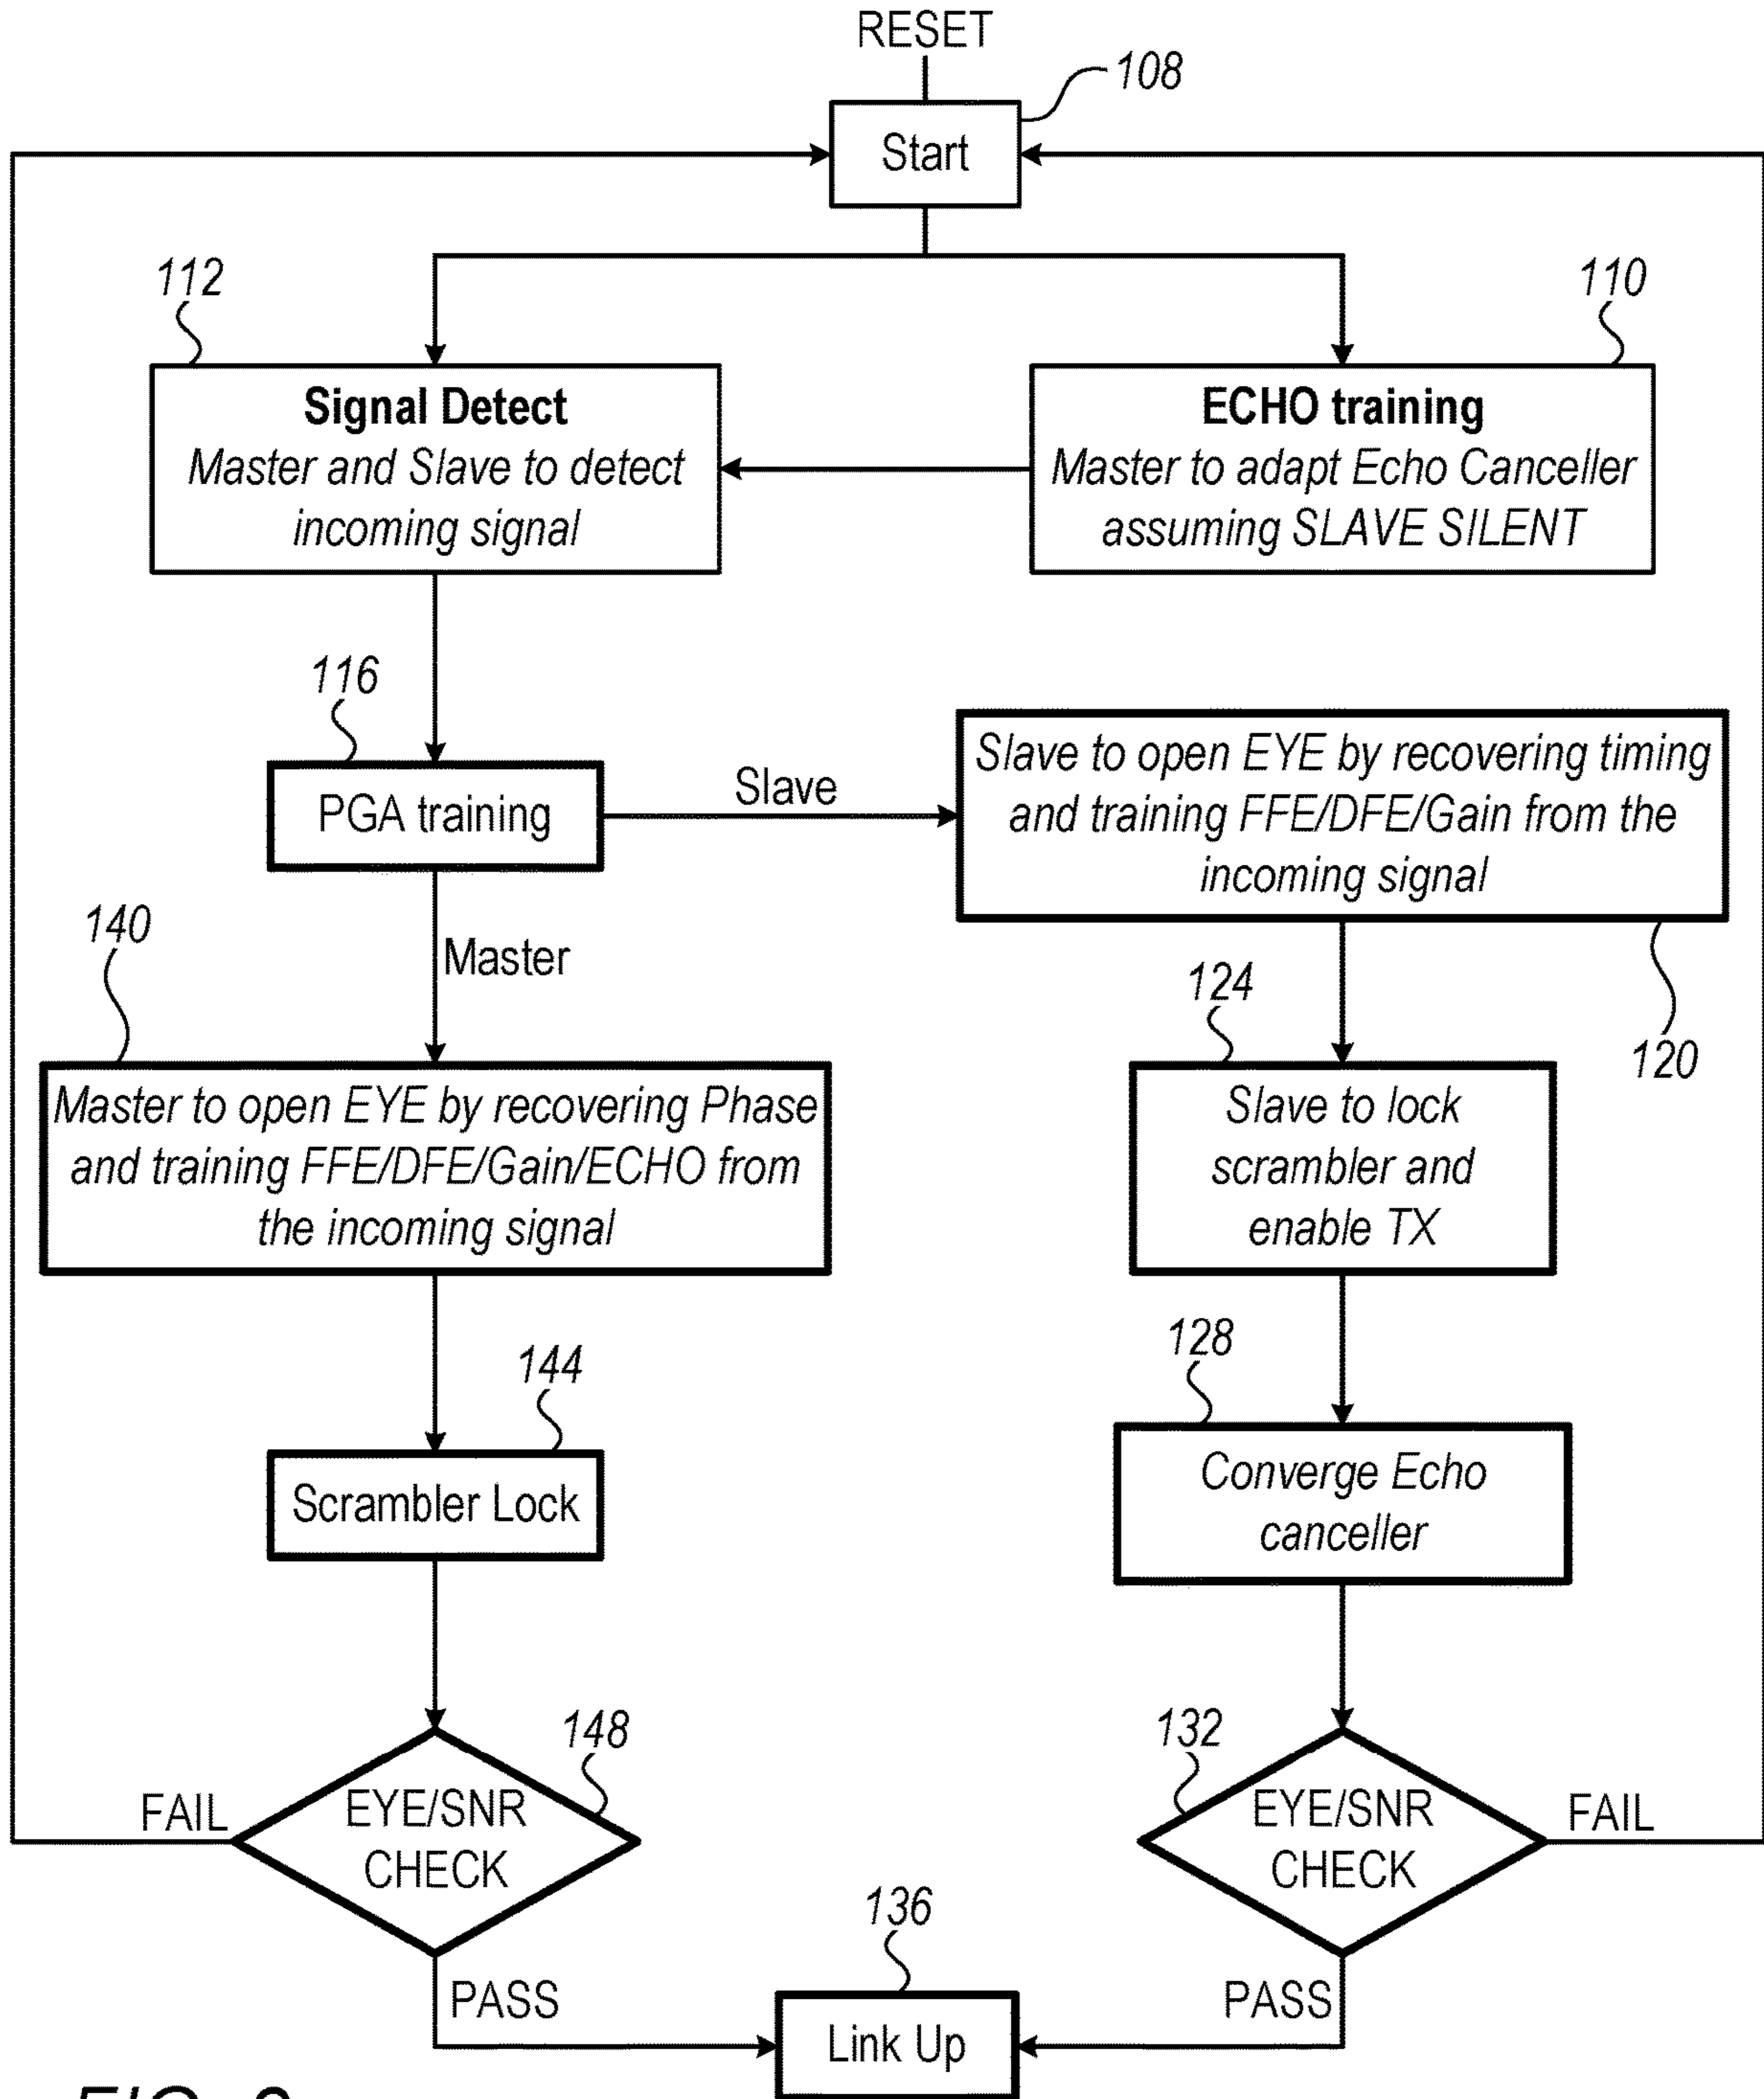 RESET
108
Start
112
110
Signal Detect
Master and Slave to detect
incoming signal
ECHO training
Master to adapt Echo Canceller
assuming SLAVE SILENT
116
PGA training
Slave
Slave to open EYE by recovering timing
and training FFE/DFE/Gain from the
incoming signal
120
140
Master
Master to open EYE by recovering Phase
and training FFE/DFE/Gain/ECHO from
the incoming signal
124
Slave to lock
scrambler and
enable TX
144
Scrambler Lock
128
Converge Echo
canceller
148
EYE/SNR
CHECK
FAIL
132
EYE/SNR
CHECK
FAIL
PASS
136
PASS
Link Up